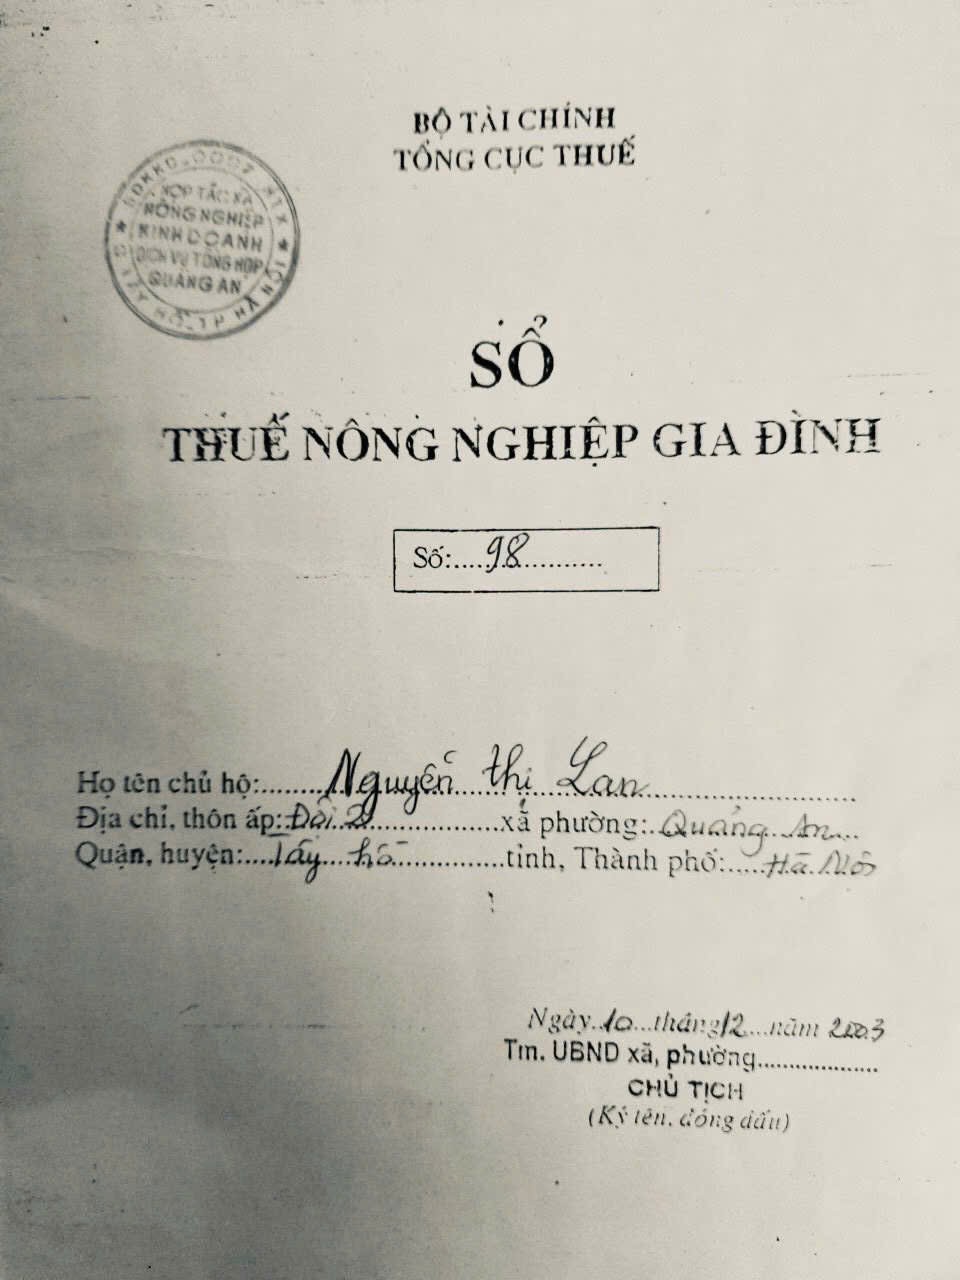 BỘ TÀI CHÍNH
TỔNG CỤC THUẾ
HỢP TÁC XÃ
NÔNG NGHIỆP
KINH DOANH
DỊCH VỤ TỔNG HỢP
QUẢNG AN
SỔ
THUẾ NÔNG NGHIỆP GIA ĐÌNH
Số:....98..........
Họ tên chủ hộ:........Nguyễn thị Lan........................
Địa chỉ, thôn ấp:.Đội 2..................xã phường:..Quảng An...
Quận, huyện:....Tây hồ...............tỉnh, Thành phố:.....Hà Nội
Ngày..10...tháng12...năm 2003
Tm. UBND xã, phường...................
CHỦ TỊCH
(Ký tên, đóng dấu)